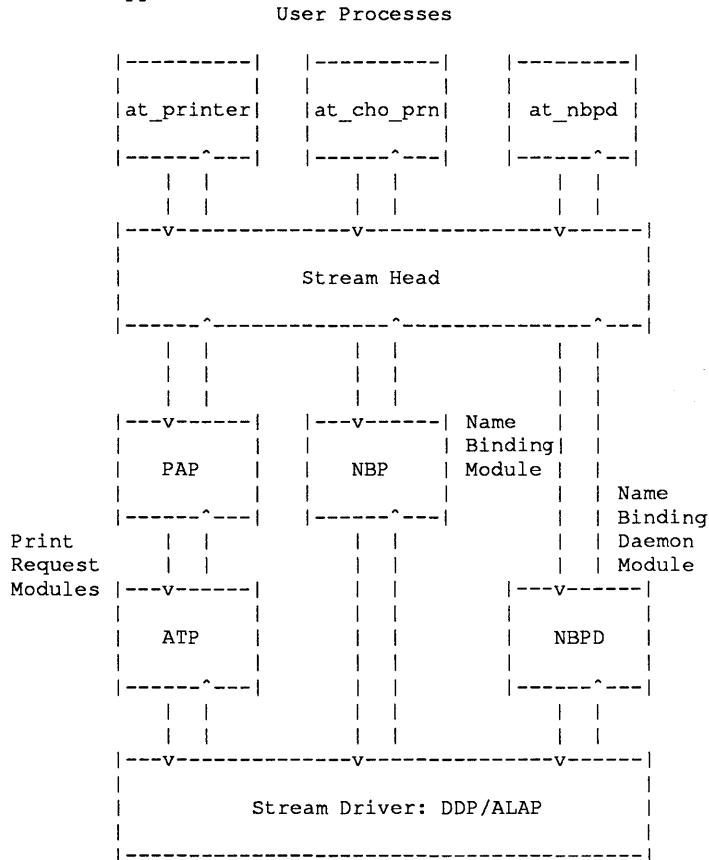 User Processes
at_printer
at_cho_prn
at_nbpd
Stream Head
PAP
NBP
Name
Binding
Module
Name
Binding
Daemon
Module
Print
Request
Modules
ATP
NBPD
Stream Driver: DDP/ALAP